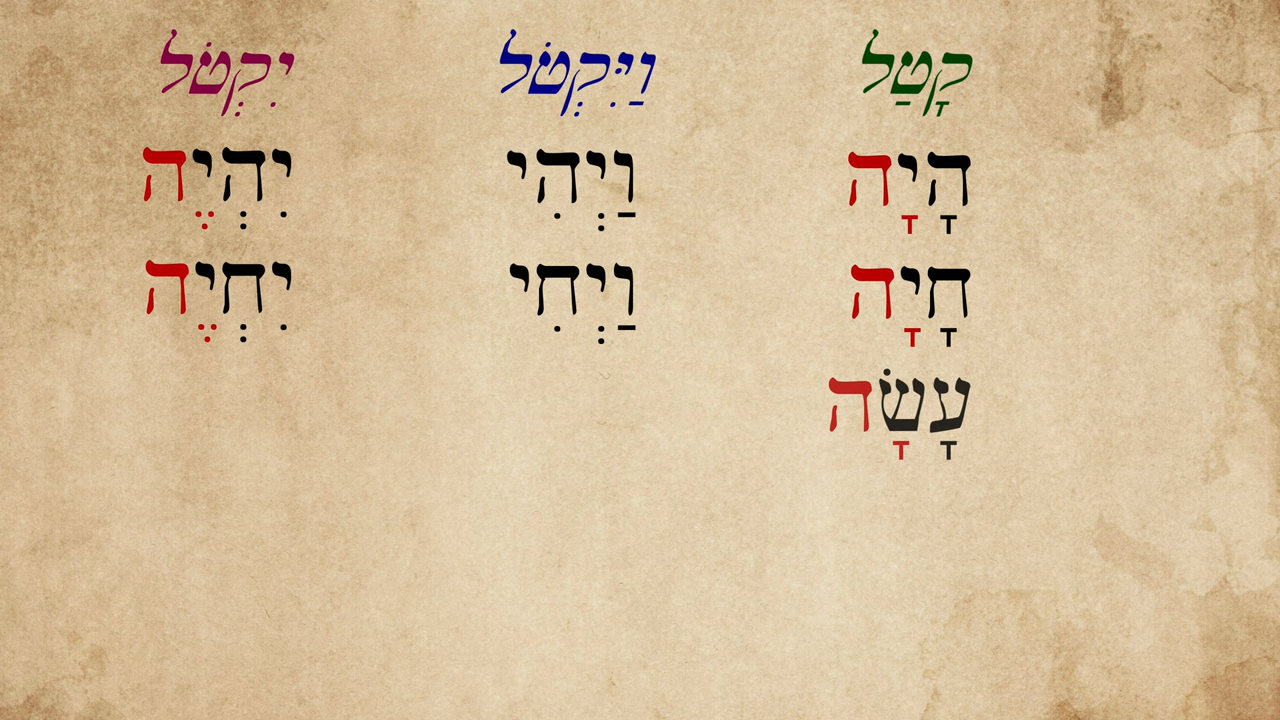 קָטַל וַיִּקְטֹל יִקְטֹל
הָיָה וַיְהִי יִהְיֶה
חָיָה וַיְחִי יִחְיֶה
עָשָׂה